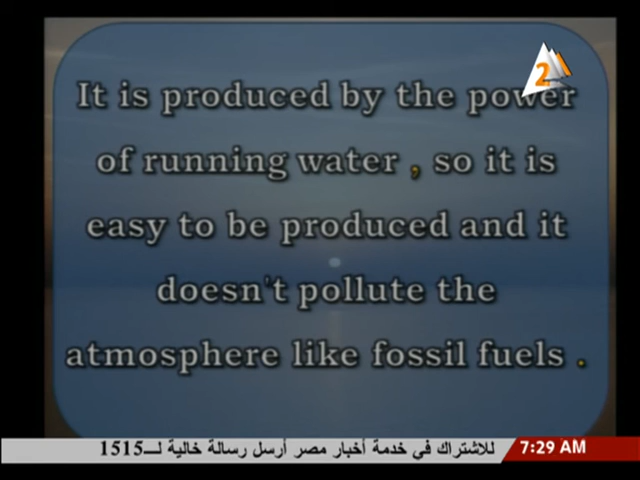 2
It is produced by the power
of running water , so it is
easy to be produced and it
doesn't pollute the
atmosphere like fossil fuels .
للاشتراك في خدمة أخبار مصر أرسل رسالة خالية لـــ1515
7:29 AM